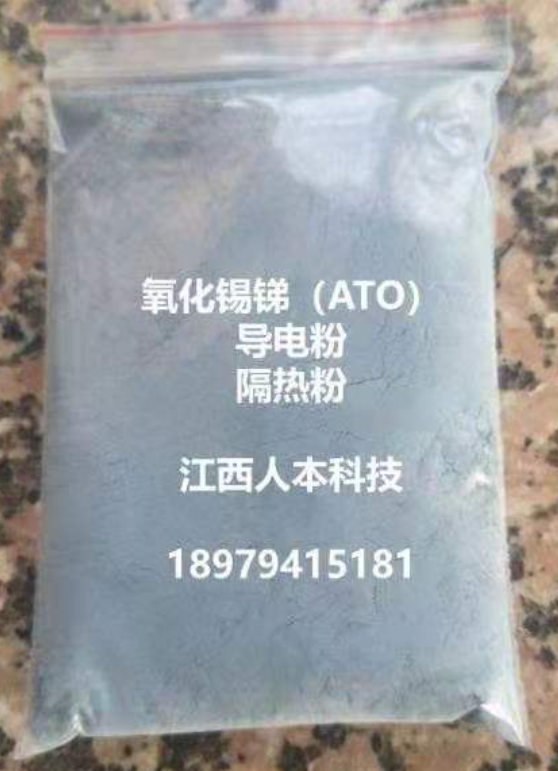 氧化锡锑（ATO）
导电粉
隔热粉
江西人本科技
18979415181